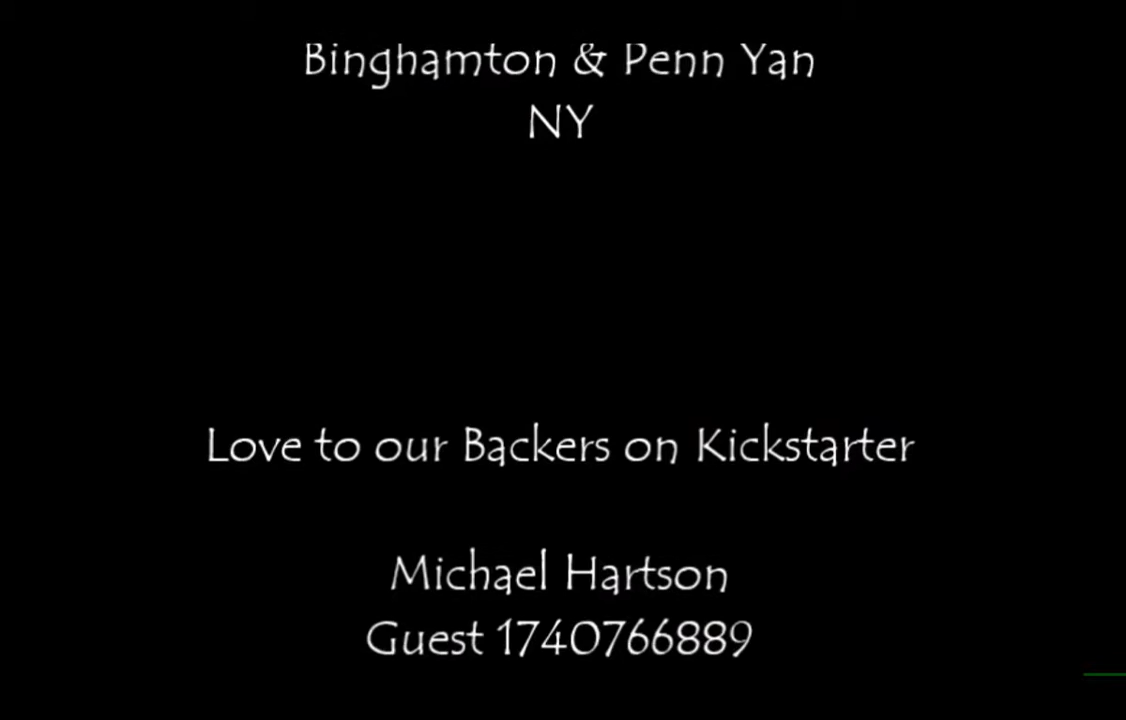 Binghamton & Penn Yan
NY
Love to our Backers on Kickstarter
Michael Hartson
Guest 1740766889